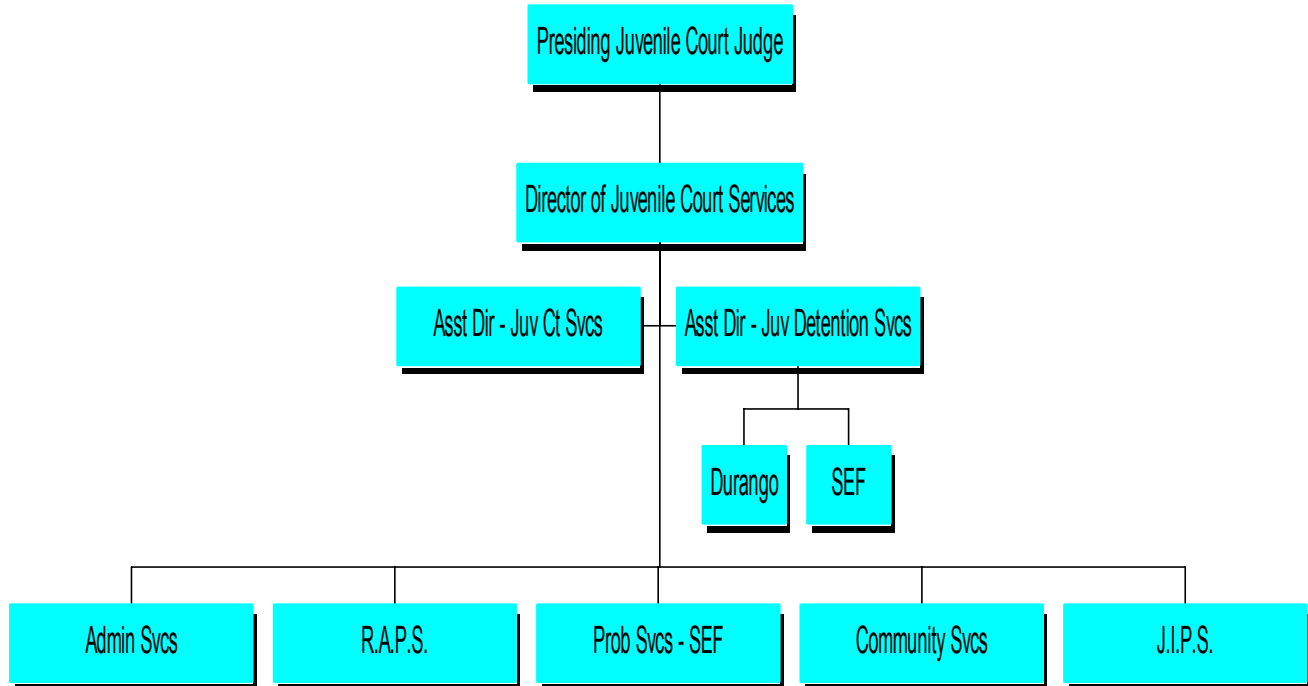 Presiding Juvenile Court Judge
Director of Juvenile Court Services
Asst Dir - Juv Ct Svcs
Asst Dir - Juv Detention Svcs
Durango
SEF
Admin Svcs
R.A.P.S.
Prob Svcs - SEF
Community Svcs
J.I.P.S.